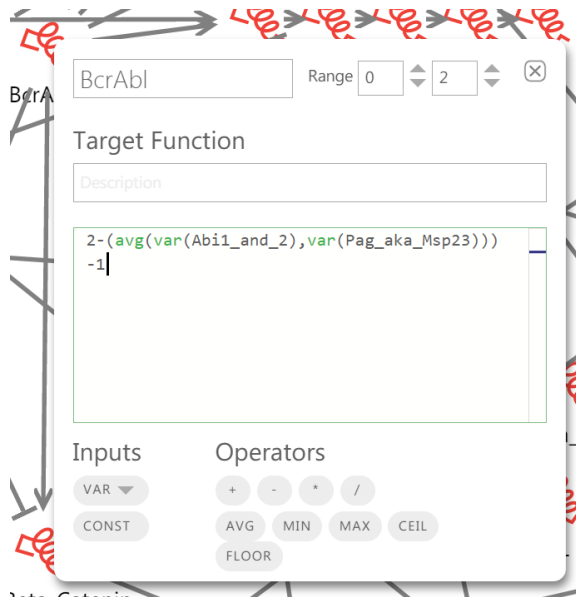 BcrA
BcrAbl
Range 0 2
Target Function
Description
2-(avg(var(Abi1_and_2),var(Pag_aka_Msp23)))
-1
Inputs Operators
VAR + - * /
CONST AVG MIN MAX CEIL
FLOOR